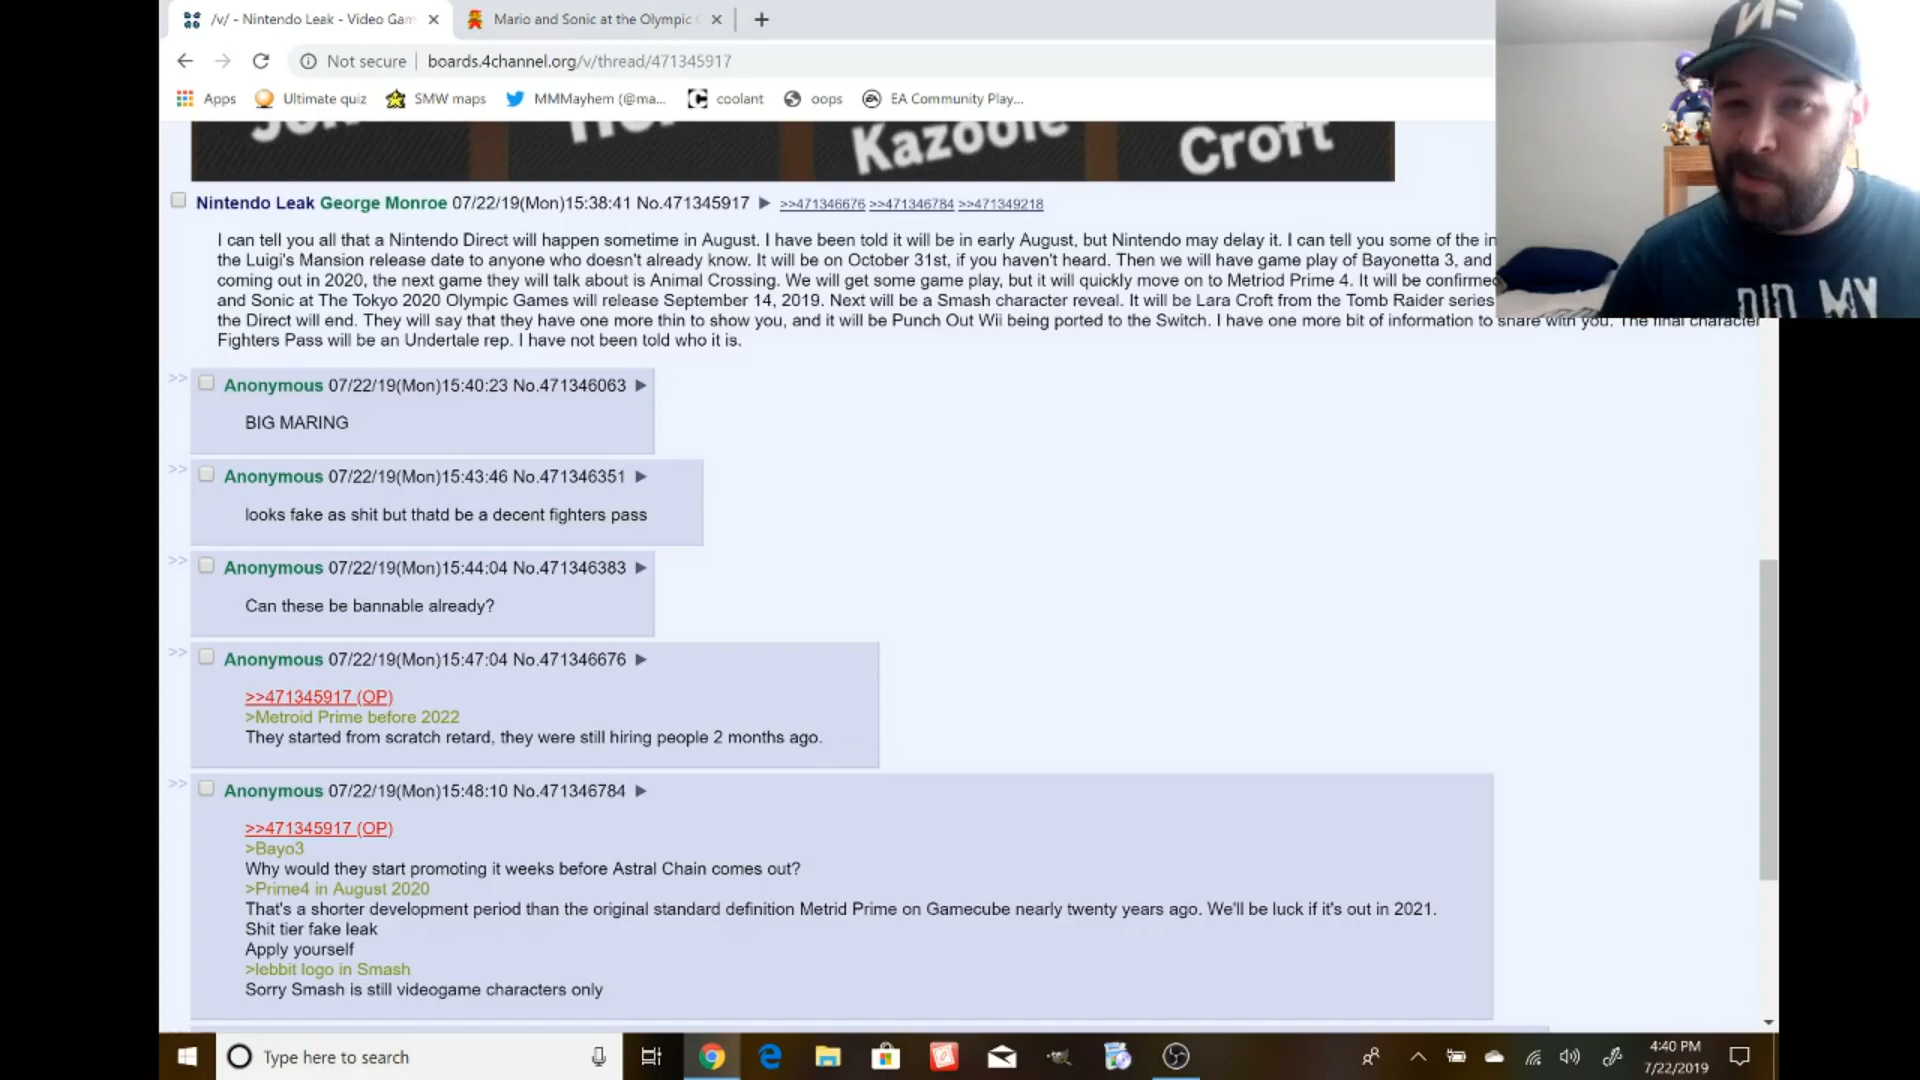 /v/ - Nintendo Leak - Video Gam
Mario and Sonic at the Olympic G
Not secure
boards.4channel.org/v/thread/471345917
Apps
Ultimate quiz
SMW maps
MMMayhem (@ma...
coolant
oops
EA Community Play...
Kazooie
Croft
Nintendo Leak George Monroe 07/22/19(Mon)15:38:41 No.471345917 ▶ >>471346676 >>471346784 >>471349218
I can tell you all that a Nintendo Direct will happen sometime in August. I have been told it will be in early August, but Nintendo may delay it. I can tell you some of the in
the Luigi's Mansion release date to anyone who doesn't already know. It will be on October 31st, if you haven't heard. Then we will have game play of Bayonetta 3, and
coming out in 2020, the next game they will talk about is Animal Crossing. We will get some game play, but it will quickly move on to Metriod Prime 4. It will be confirmed
and Sonic at The Tokyo 2020 Olympic Games will release September 14, 2019. Next will be a Smash character reveal. It will be Lara Croft from the Tomb Raider series
the Direct will end. They will say that they have one more thin to show you, and it will be Punch Out Wii being ported to the Switch. I have one more bit of information to share with you. The final character
Fighters Pass will be an Undertale rep. I have not been told who it is.
DID MY
>> Anonymous 07/22/19(Mon)15:40:23 No.471346063 ▶
BIG MARING
>> Anonymous 07/22/19(Mon)15:43:46 No.471346351 ▶
looks fake as shit but thatd be a decent fighters pass
>> Anonymous 07/22/19(Mon)15:44:04 No.471346383 ▶
Can these be bannable already?
>> Anonymous 07/22/19(Mon)15:47:04 No.471346676 ▶
>>471345917 (OP)
>Metroid Prime before 2022
They started from scratch retard, they were still hiring people 2 months ago.
>> Anonymous 07/22/19(Mon)15:48:10 No.471346784 ▶
>>471345917 (OP)
>Bayo3
Why would they start promoting it weeks before Astral Chain comes out?
>Prime4 in August 2020
That's a shorter development period than the original standard definition Metrid Prime on Gamecube nearly twenty years ago. We'll be luck if it's out in 2021.
Shit tier fake leak
Apply yourself
>lebbit logo in Smash
Sorry Smash is still videogame characters only
Type here to search
4:40 PM
7/22/2019